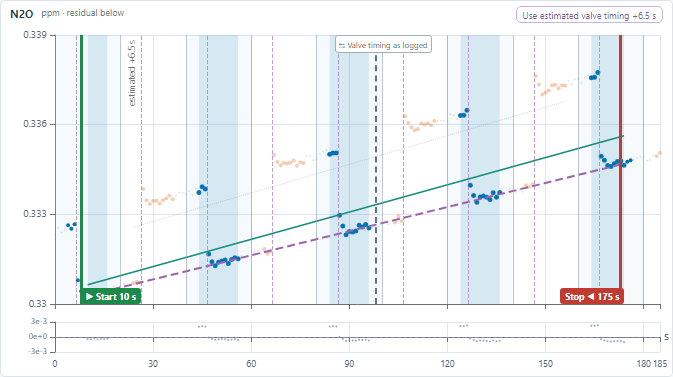 N2O ppm · residual below
Use estimated valve timing +6.5 s
0.339
⇆ Valve timing as logged
estimated +6.5 s
0.336
0.333
0.33
▶ Start 10 s
Stop ◀ 175 s
3e-3
0e+0
-3e-3
S
0 30 60 90 120 150 180 185